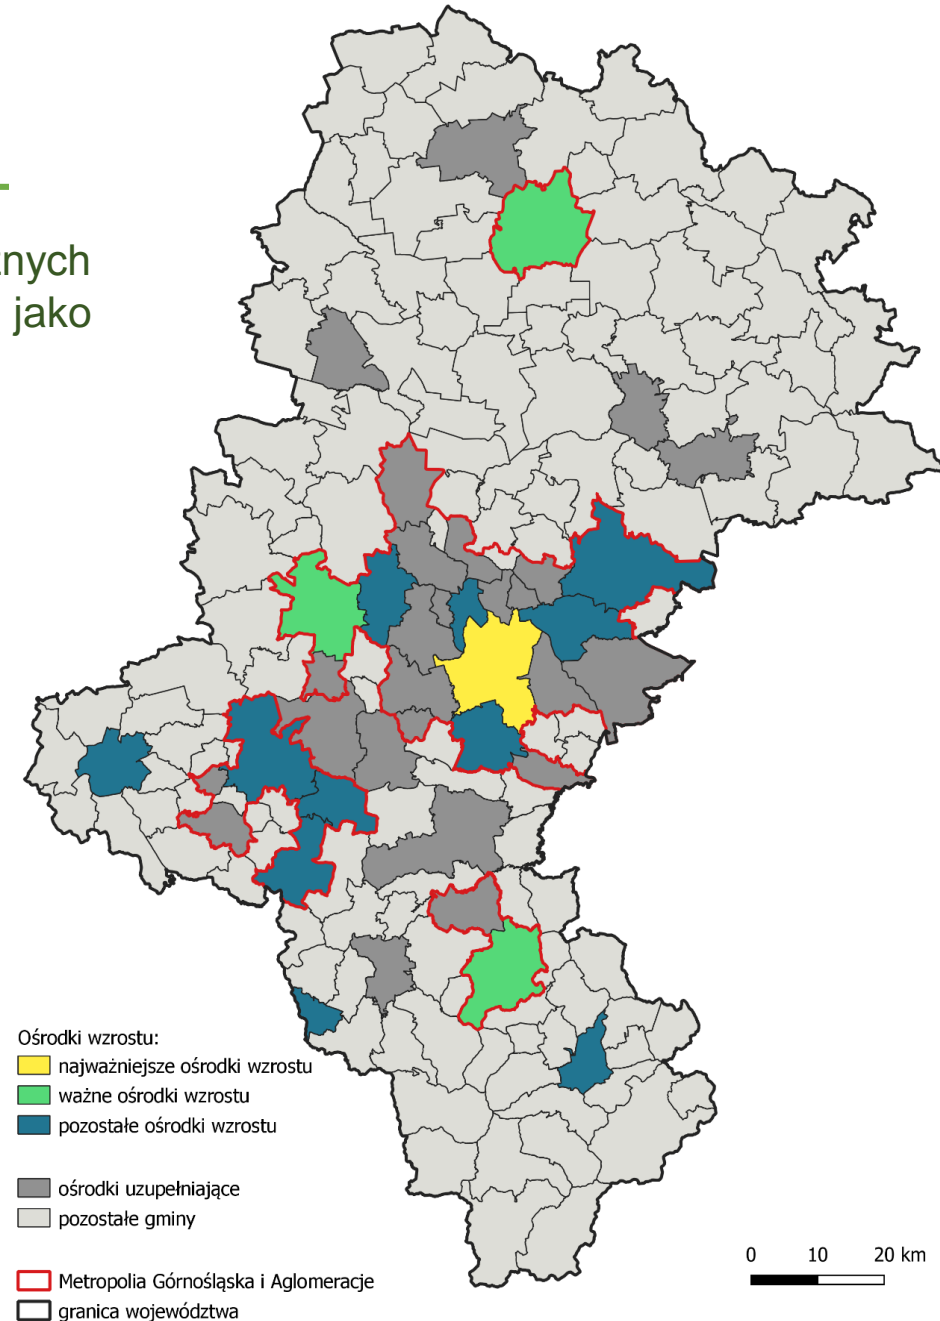 znych
jako
Ośrodki wzrostu:
najważniejsze ośrodki wzrostu
ważne ośrodki wzrostu
pozostałe ośrodki wzrostu
ośrodki uzupełniające
pozostałe gminy
Metropolia Górnośląska i Aglomeracje
granica województwa
0 10 20 km